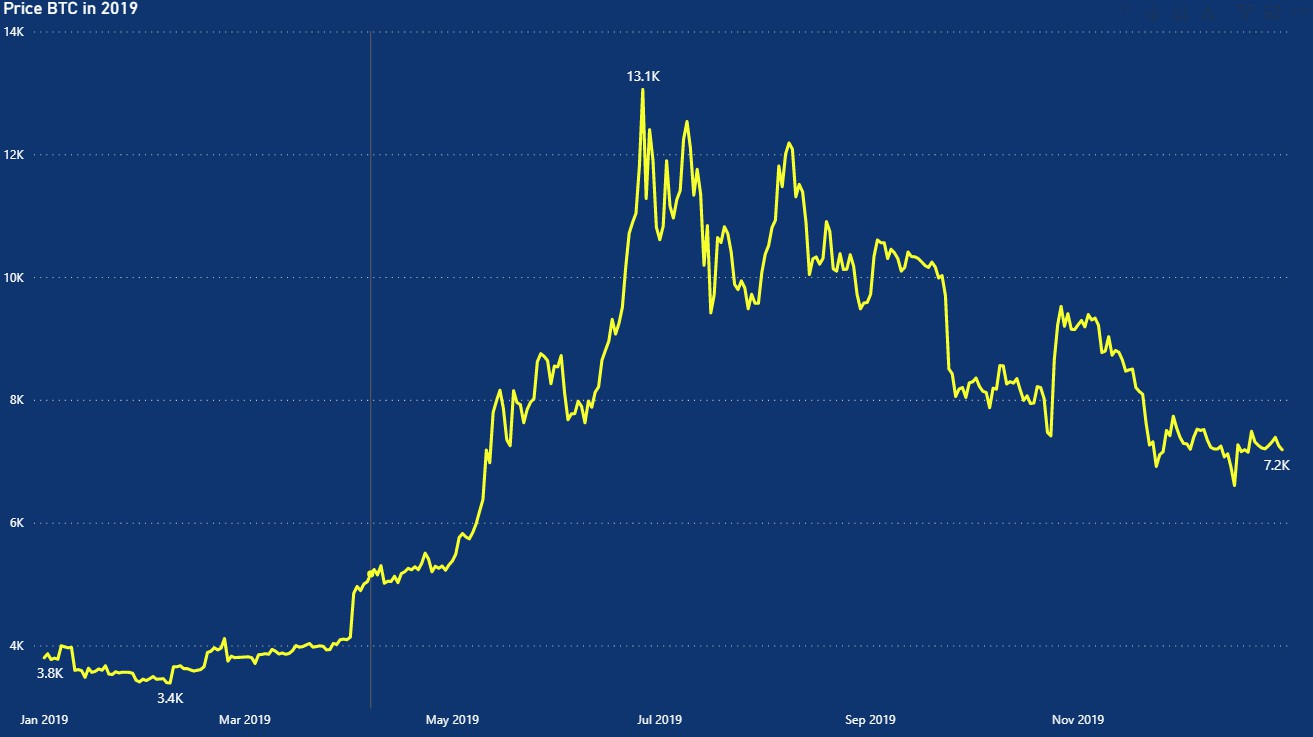 Price BTC in 2019
14K
13.1K
12K
10K
8K
7.2K
6K
4K
3.8K
3.4K
Jan 2019 Mar 2019 May 2019 Jul 2019 Sep 2019 Nov 2019